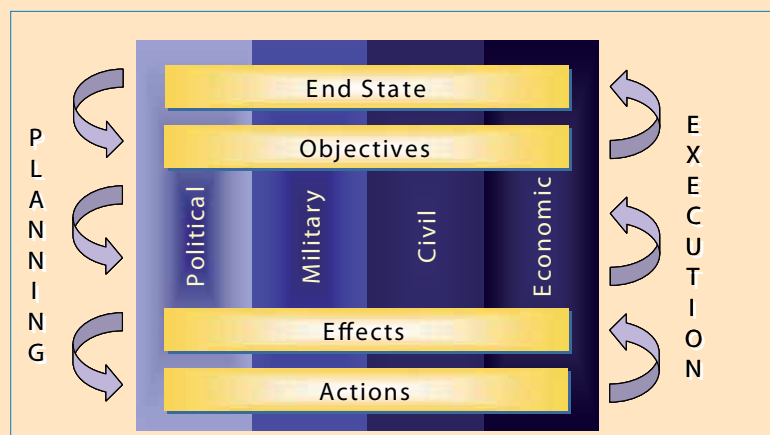 End State
Objectives
PLANNING
Political
Military
Civil
Economic
EXECUTION
Effects
Actions